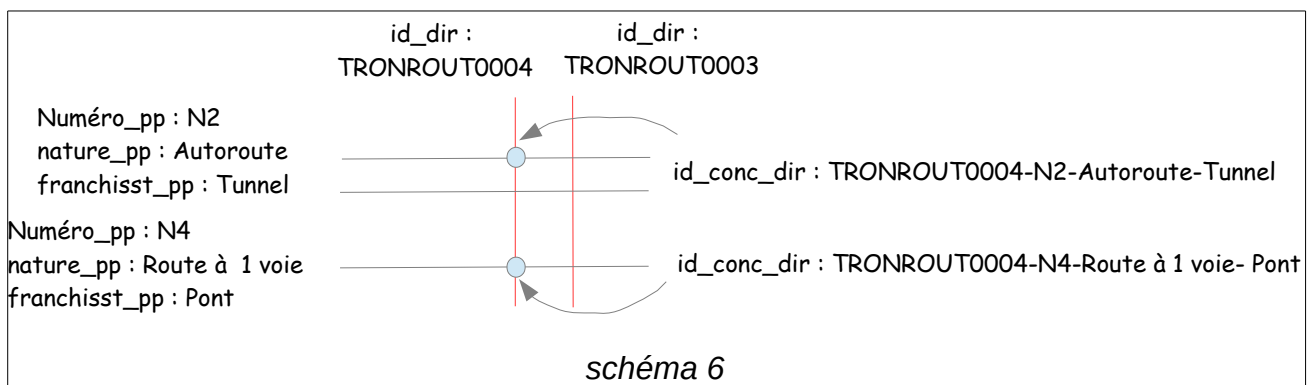 id_dir :
TRONROUT0004
id_dir :
TRONROUT0003
Numéro_pp : N2
nature_pp : Autoroute
franchisst_pp : Tunnel
id_conc_dir : TRONROUT0004-N2-Autoroute-Tunnel
Numéro_pp : N4
nature_pp : Route à 1 voie
franchisst_pp : Pont
id_conc_dir : TRONROUT0004-N4-Route à 1 voie- Pont
schéma 6